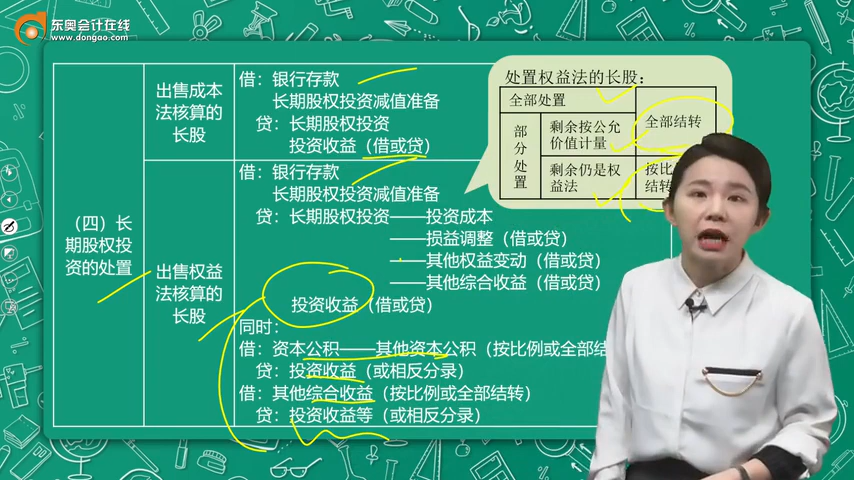 东奥会计在线
www.dongao.com
（四）长
期股权投
资的处置
出售成本
法核算的
长股
借：银行存款
长期股权投资减值准备
贷：长期股权投资
投资收益（借或贷）
出售权益
法核算的
长股
借：银行存款
长期股权投资减值准备
贷：长期股权投资——投资成本
——损益调整（借或贷）
——其他权益变动（借或贷）
——其他综合收益（借或贷）
投资收益（借或贷）
同时：
借：资本公积——其他资本公积（按比例或全部结
贷：投资收益（或相反分录）
借：其他综合收益（按比例或全部结转）
贷：投资收益等（或相反分录）
处置权益法的长股：
全部处置
全部结转
部
分
处
置
剩余按公允
价值计量
剩余仍是权
益法
按比
结转